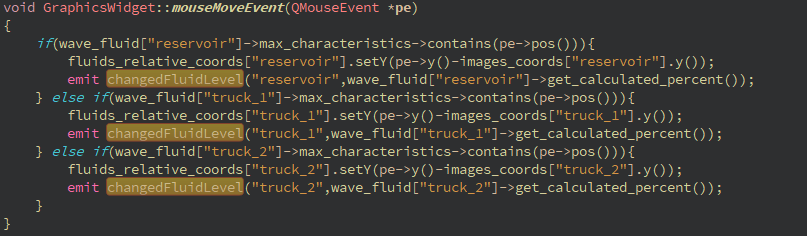 void GraphicsWidget::mouseMoveEvent(QMouseEvent *pe)
{
    if(wave_fluid["reservoir"]->max_characteristics->contains(pe->pos())){
        fluids_relative_coords["reservoir"].setY(pe->y()-images_coords["reservoir"].y());
        emit changedFluidLevel("reservoir",wave_fluid["reservoir"]->get_calculated_percent());
    } else if(wave_fluid["truck_1"]->max_characteristics->contains(pe->pos())){
        fluids_relative_coords["truck_1"].setY(pe->y()-images_coords["truck_1"].y());
        emit changedFluidLevel("truck_1",wave_fluid["truck_1"]->get_calculated_percent());
    } else if(wave_fluid["truck_2"]->max_characteristics->contains(pe->pos())){
        fluids_relative_coords["truck_2"].setY(pe->y()-images_coords["truck_2"].y());
        emit changedFluidLevel("truck_2",wave_fluid["truck_2"]->get_calculated_percent());
    }
}